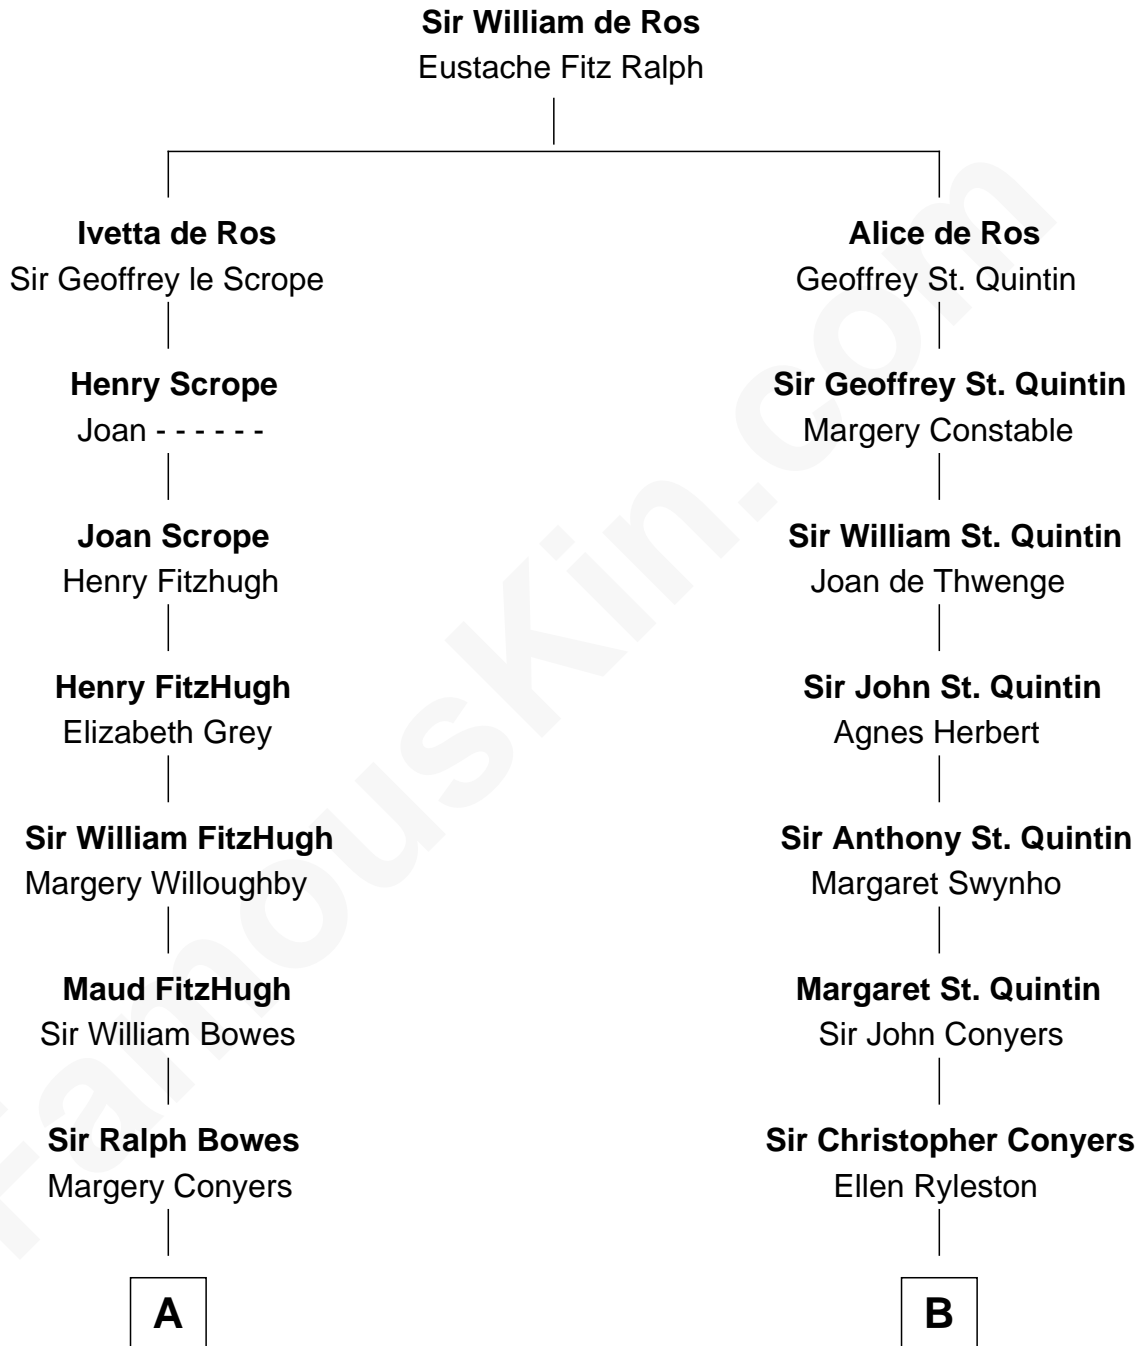 Sir William de Ros
Eustache Fitz Ralph
Ivetta de Ros
Sir Geoffrey le Scrope
Alice de Ros
Geoffrey St. Quintin
Henry Scrope
Joan - - - - - -
Sir Geoffrey St. Quintin
Margery Constable
Joan Scrope
Henry Fitzhugh
Sir William St. Quintin
Joan de Thwenge
Henry FitzHugh
Elizabeth Grey
Sir John St. Quintin
Agnes Herbert
Sir William FitzHugh
Margery Willoughby
Sir Anthony St. Quintin
Margaret Swynho
Maud FitzHugh
Sir William Bowes
Margaret St. Quintin
Sir John Conyers
Sir Ralph Bowes
Margery Conyers
Sir Christopher Conyers
Ellen Ryleston
A
B
FamousKin.com